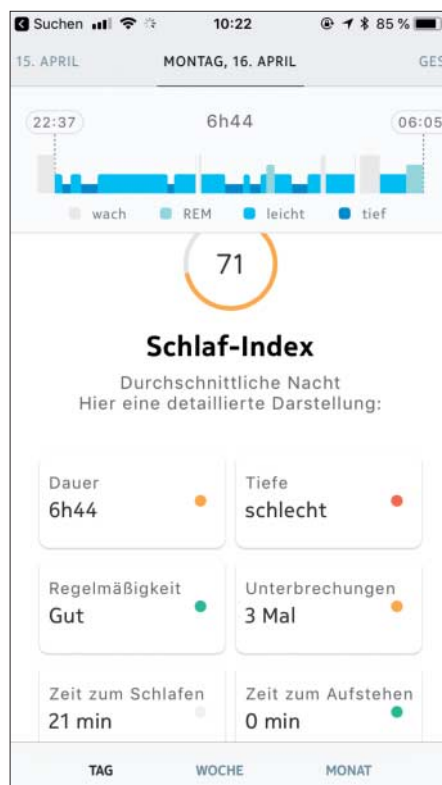 Suchen 10:22 85 %
15. APRIL MONTAG, 16. APRIL GES
22:37 6h44 06:05
wach REM leicht tief
71
Schlaf-Index
Durchschnittliche Nacht
Hier eine detaillierte Darstellung:
Dauer
6h44
Tiefe
schlecht
Regelmäßigkeit
Gut
Unterbrechungen
3 Mal
Zeit zum Schlafen
21 min
Zeit zum Aufstehen
0 min
TAG WOCHE MONAT